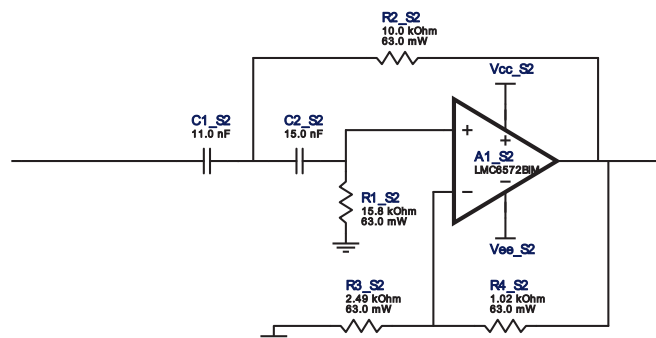 R2_S2
10.0 kOhm
63.0 mW
Vcc_S2
C1_S2
11.0 nF
C2_S2
15.0 nF
+
+
A1_S2
LMC6572BIM
−
−
R1_S2
15.8 kOhm
63.0 mW
Vee_S2
R3_S2
2.49 kOhm
63.0 mW
R4_S2
1.02 kOhm
63.0 mW